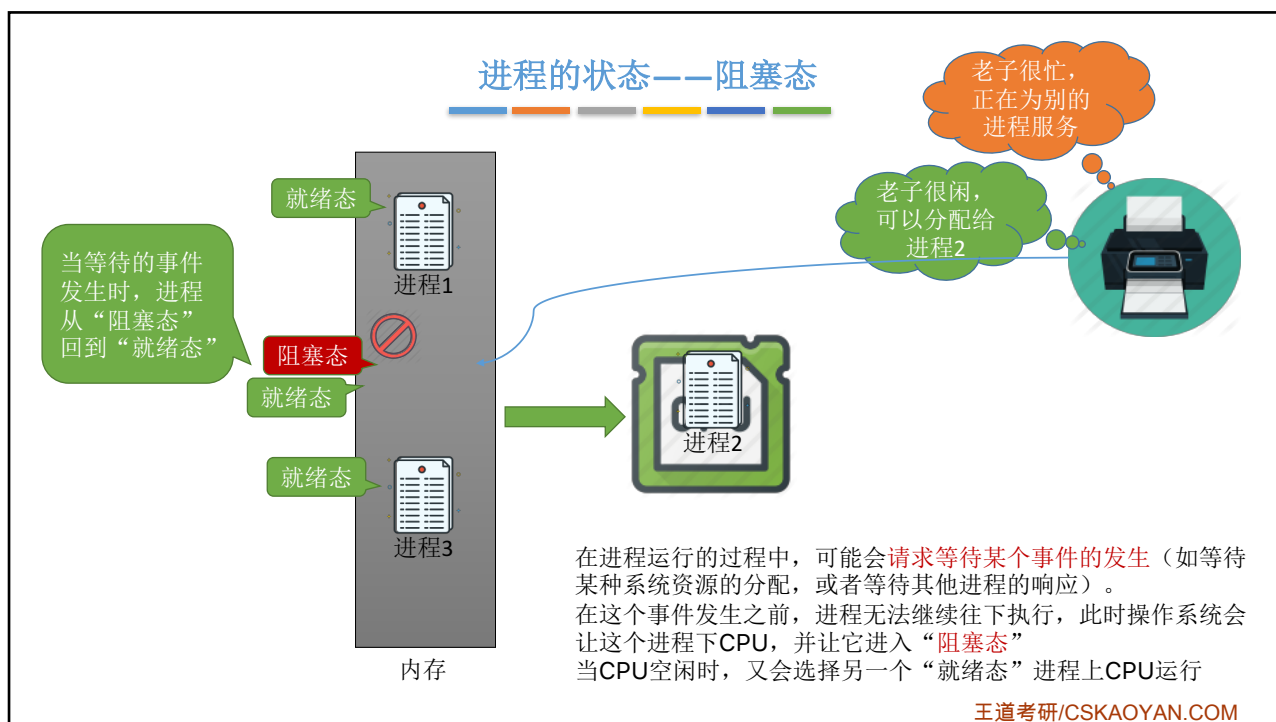 进程的状态——阻塞态
老子很忙，
正在为别的
进程服务
老子很闲，
可以分配给
进程2
就绪态
进程1
当等待的事件
发生时，进程
从“阻塞态”
回到“就绪态”
阻塞态
就绪态
进程2
就绪态
进程3
内存
在进程运行的过程中，可能会请求等待某个事件的发生（如等待
某种系统资源的分配，或者等待其他进程的响应）。
在这个事件发生之前，进程无法继续往下执行，此时操作系统会
让这个进程下CPU，并让它进入“阻塞态”
当CPU空闲时，又会选择另一个“就绪态”进程上CPU运行
王道考研/CSKAOYAN.COM